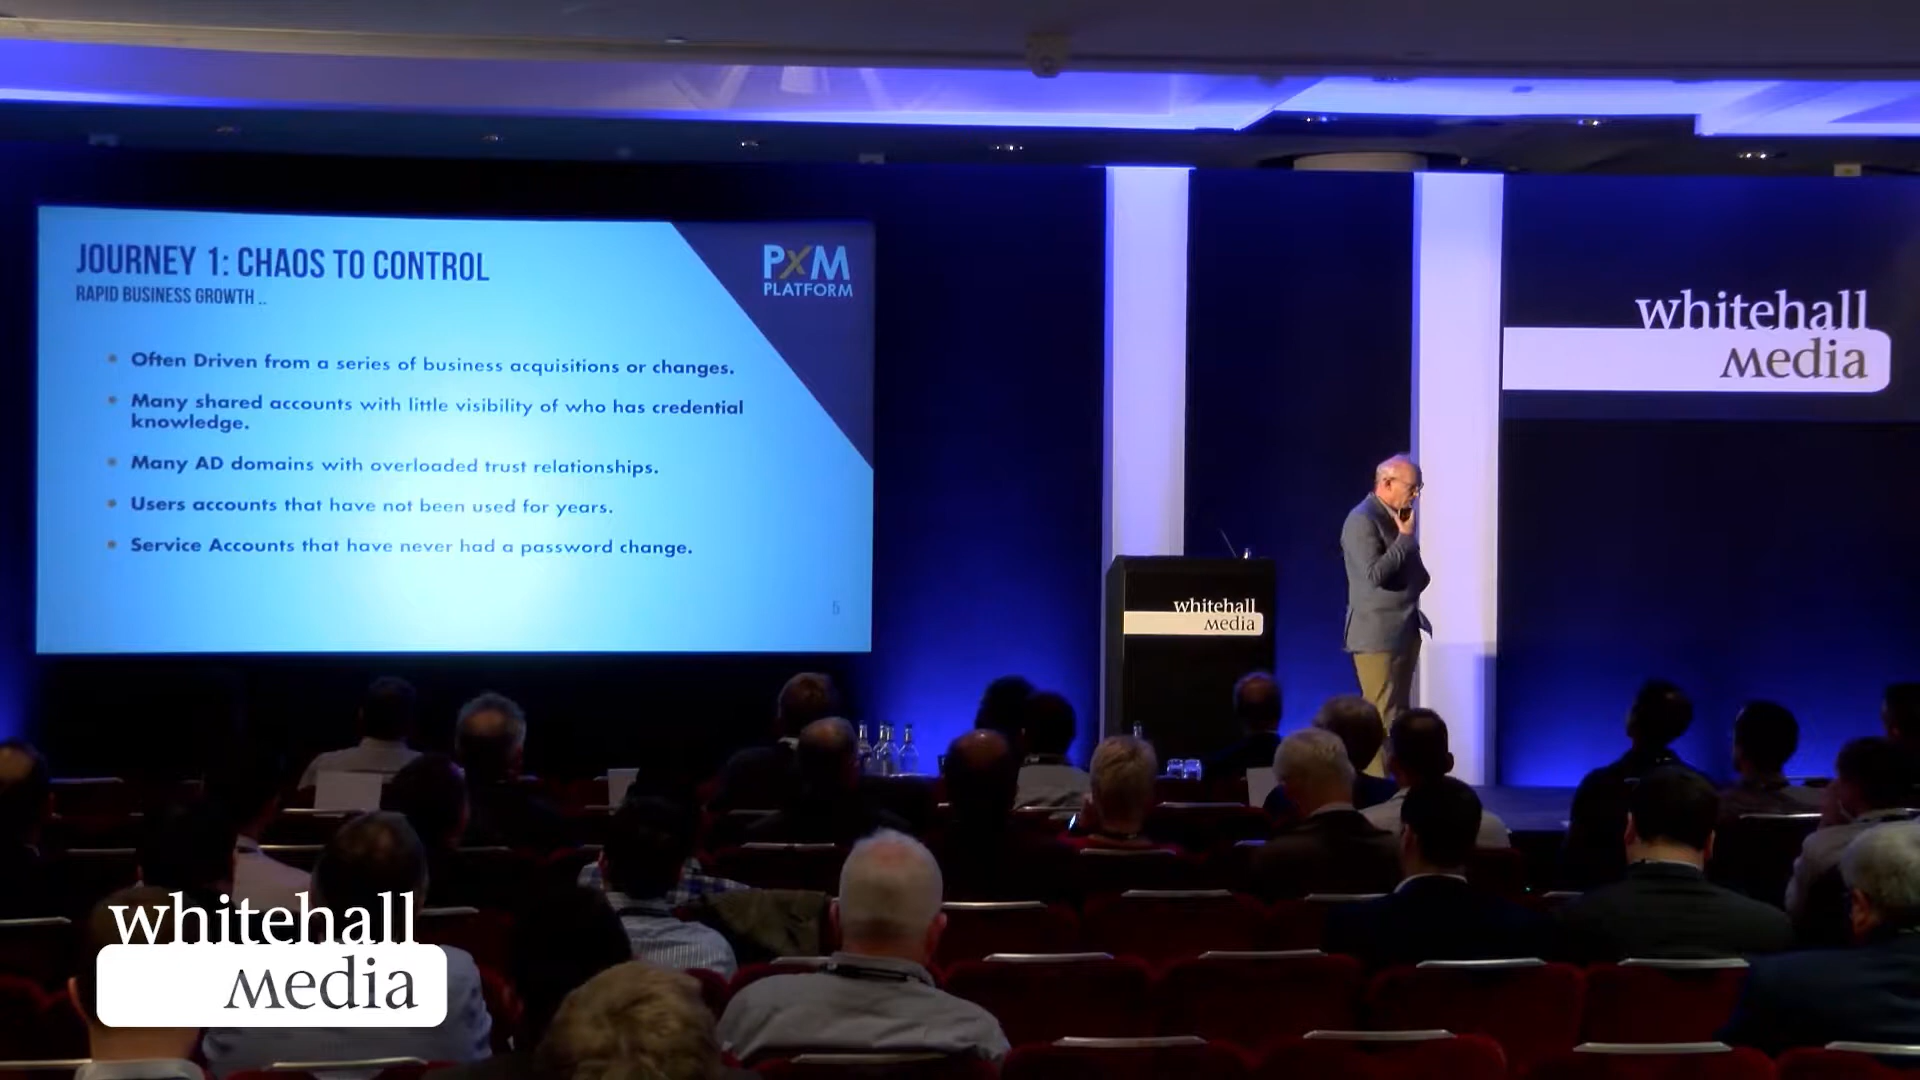 JOURNEY 1: CHAOS TO CONTROL
RAPID BUSINESS GROWTH ..
PXM
PLATFORM
Often Driven from a series of business acquisitions or changes.
Many shared accounts with little visibility of who has credential
knowledge.
Many AD domains with overloaded trust relationships.
Users accounts that have not been used for years.
Service Accounts that have never had a password change.
5
whitehall
media
whitehall
media
whitehall
media